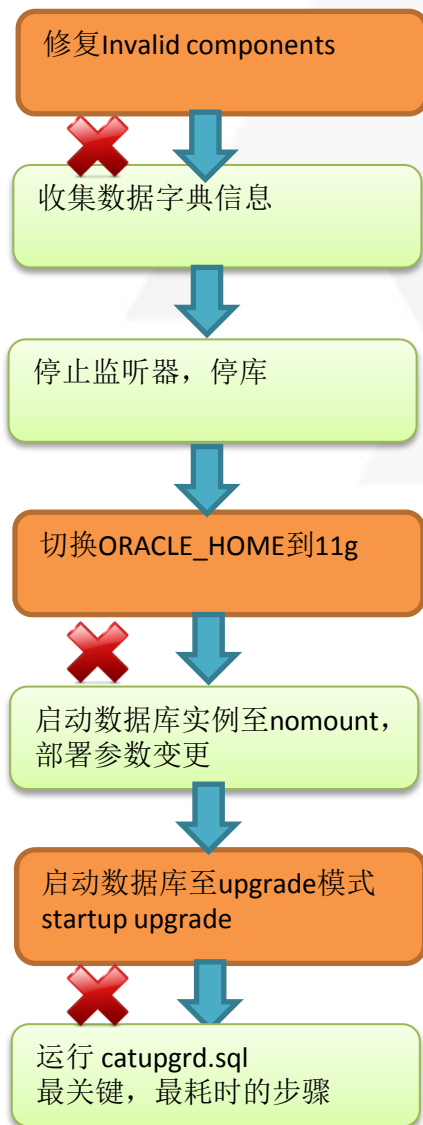 修复Invalid components
收集数据字典信息
停止监听器，停库
切换ORACLE_HOME到11g
启动数据库实例至nomount，
部署参数变更
启动数据库至upgrade模式
startup upgrade
运行 catupgrd.sql
最关键，最耗时的步骤